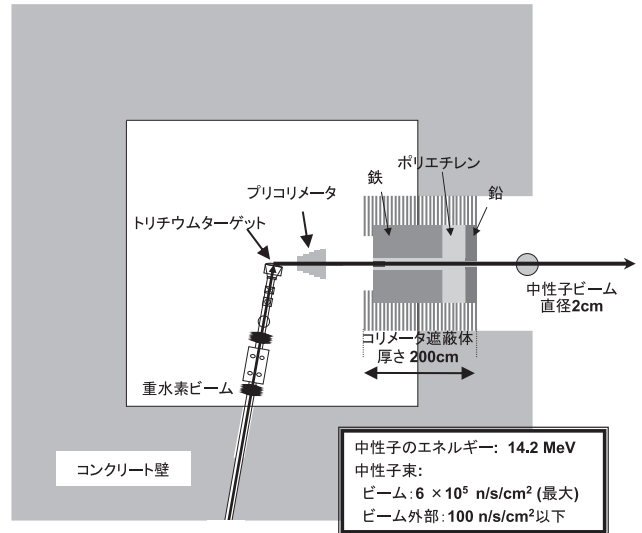 ポリエチレン
鉄
鉛
プリコリメータ
トリチウムターゲット
中性子ビーム
直径2cm
コリメータ遮蔽体
厚さ 200cm
重水素ビーム
コンクリート壁
中性子のエネルギー: 14.2 MeV
中性子束:
ビーム:6 ×10⁵ n/s/cm² (最大)
ビーム外部:100 n/s/cm²以下